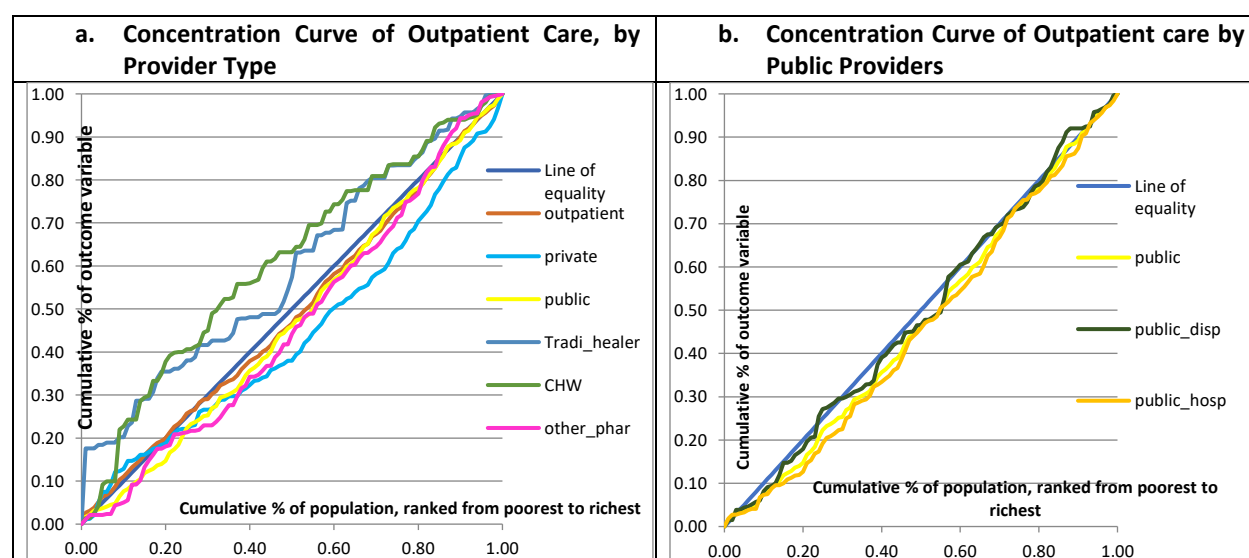 a. Concentration Curve of Outpatient Care, by
Provider Type
1.00
0.90
0.80
0.70
0.60
0.50
0.40
0.30
0.20
0.10
0.00
Cumulative % of outcome variable
Line of
equality
outpatient
private
public
Tradi_healer
CHW
other_phar
Cumulative % of population, ranked from poorest to richest
0.00 0.20 0.40 0.60 0.80 1.00
b. Concentration Curve of Outpatient care by
Public Providers
1.00
0.90
0.80
0.70
0.60
0.50
0.40
0.30
0.20
0.10
0.00
Cumulative % of outcome variable
Line of
equality
public
public_disp
public_hosp
Cumulative % of population, ranked from poorest to
richest
0.00 0.20 0.40 0.60 0.80 1.00